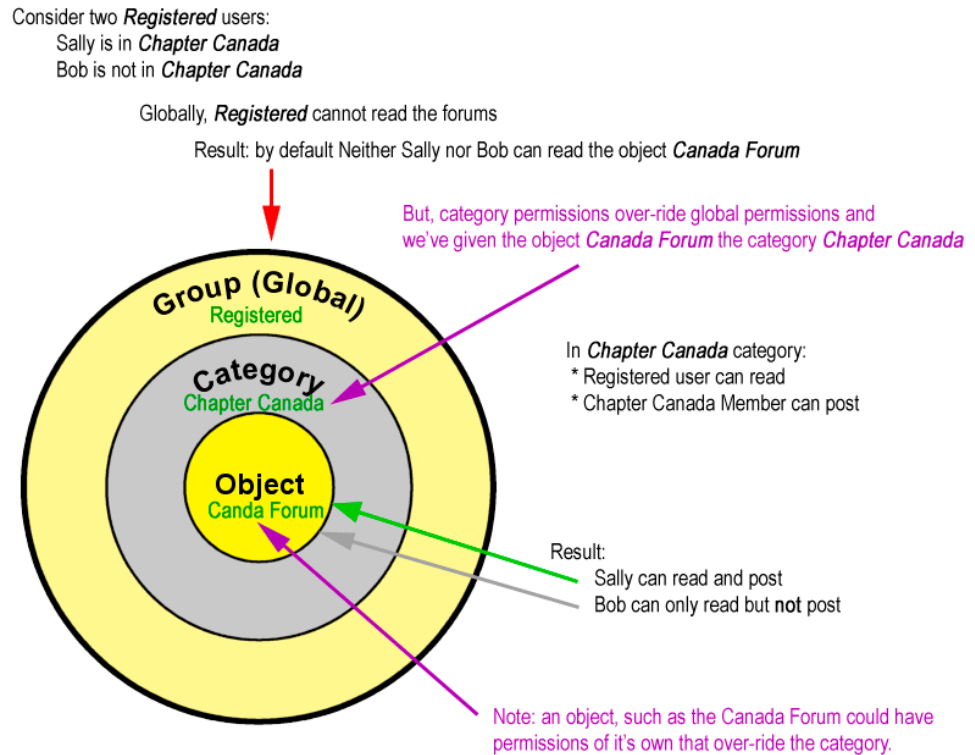 Consider two Registered users:
Sally is in Chapter Canada
Bob is not in Chapter Canada
Globally, Registered cannot read the forums
Result: by default Neither Sally nor Bob can read the object Canada Forum
But, category permissions over-ride global permissions and
we've given the object Canada Forum the category Chapter Canada
Group (Global)
Registered
Category
Chapter Canada
Object
Canda Forum
In Chapter Canada category:
* Registered user can read
* Chapter Canada Member can post
Result:
Sally can read and post
Bob can only read but not post
Note: an object, such as the Canada Forum could have
permissions of it's own that over-ride the category.